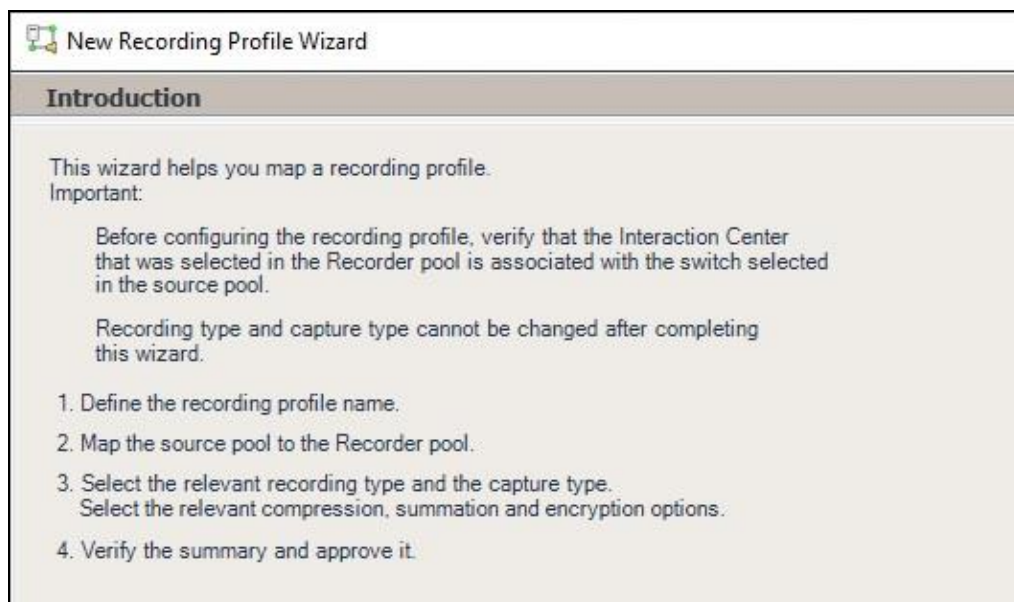 New Recording Profile Wizard
Introduction
This wizard helps you map a recording profile.
Important:
Before configuring the recording profile, verify that the Interaction Center
that was selected in the Recorder pool is associated with the switch selected
in the source pool.
Recording type and capture type cannot be changed after completing
this wizard.
1. Define the recording profile name.
2. Map the source pool to the Recorder pool.
3. Select the relevant recording type and the capture type.
Select the relevant compression, summation and encryption options.
4. Verify the summary and approve it.